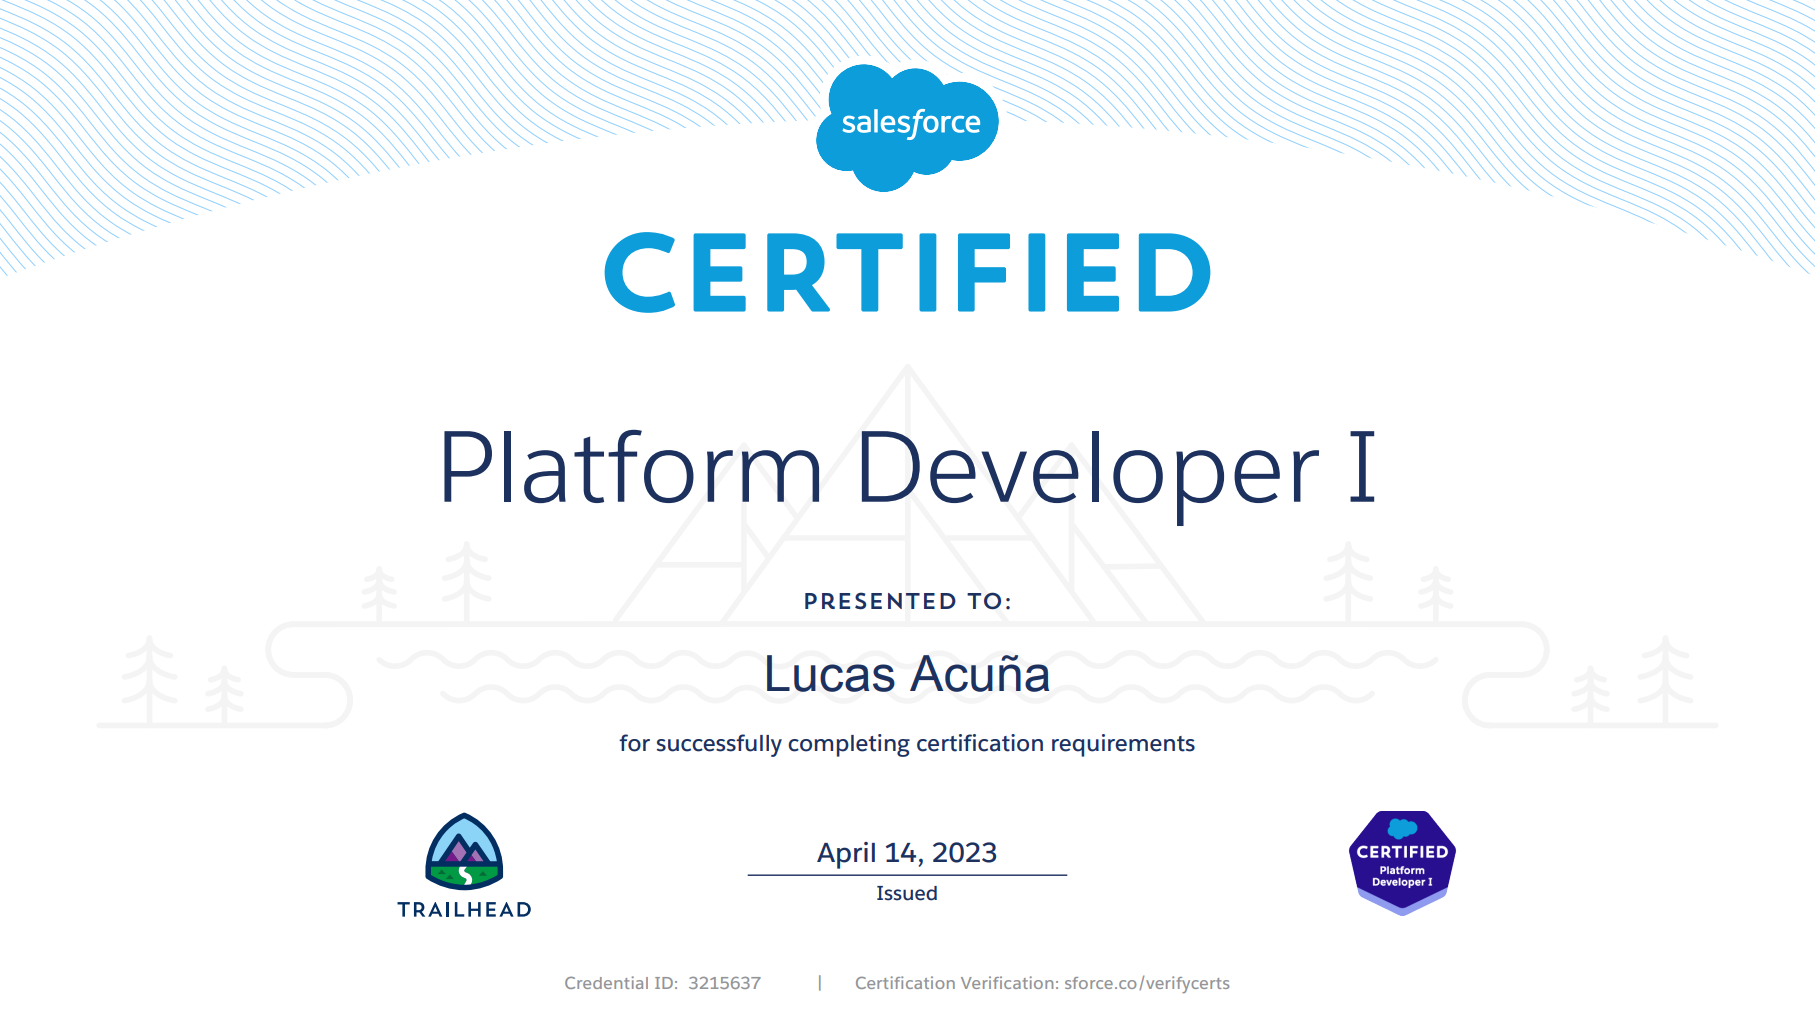 salesforce
CERTIFIED
Platform Developer I
PRESENTED TO:
Lucas Acuña
for successfully completing certification requirements
TRAILHEAD
April 14, 2023
Issued
CERTIFIED
Platform
Developer I
Credential ID: 3215637 | Certification Verification: sforce.co/verifycerts